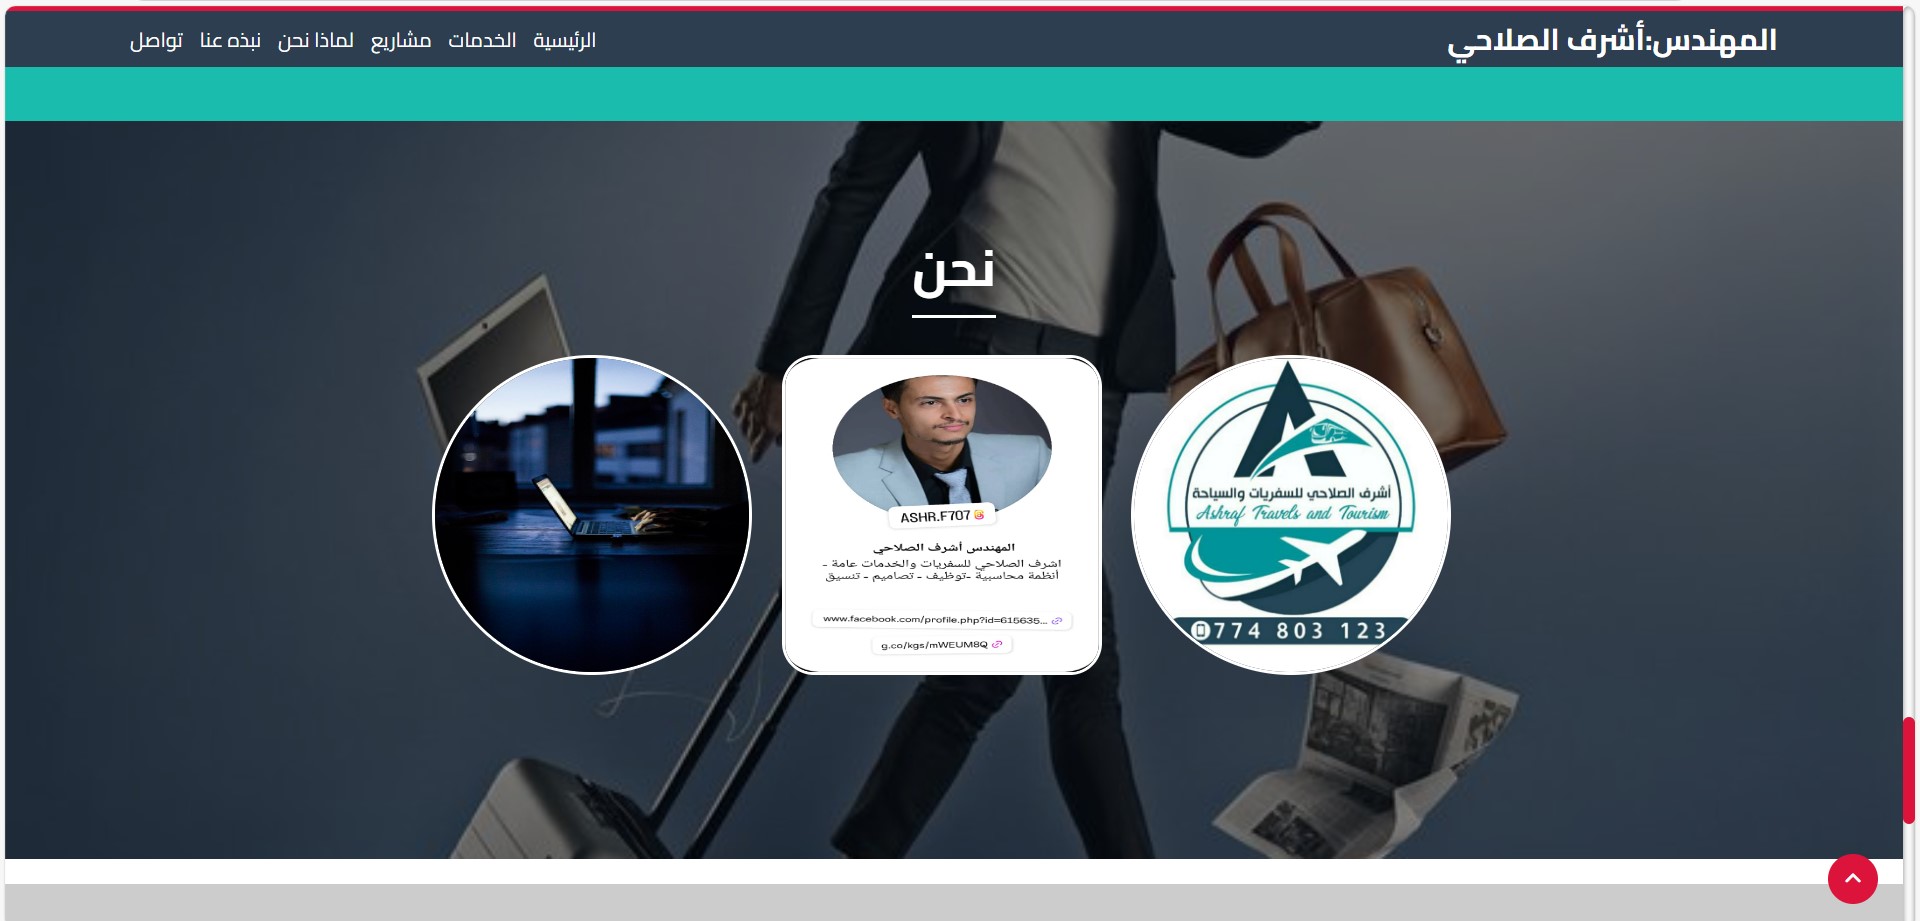 المهندس:أشرف الصلاحي
الرئيسية الخدمات مشاريع لماذا نحن نبذه عنا تواصل
نحن
أشرف الصلاحي للسفريات والسياحة
Ashraf Travels and Tourism
774 803 123
ASHR.F707
المهندس أشرف الصلاحي
اشرف الصلاحي للسفريات والخدمات عامة -
أنظمة محاسبية -توظيف - تصاميم - تنسيق
www.facebook.com/profile.php?id=615635...
g.co/kgs/mWEUM8Q